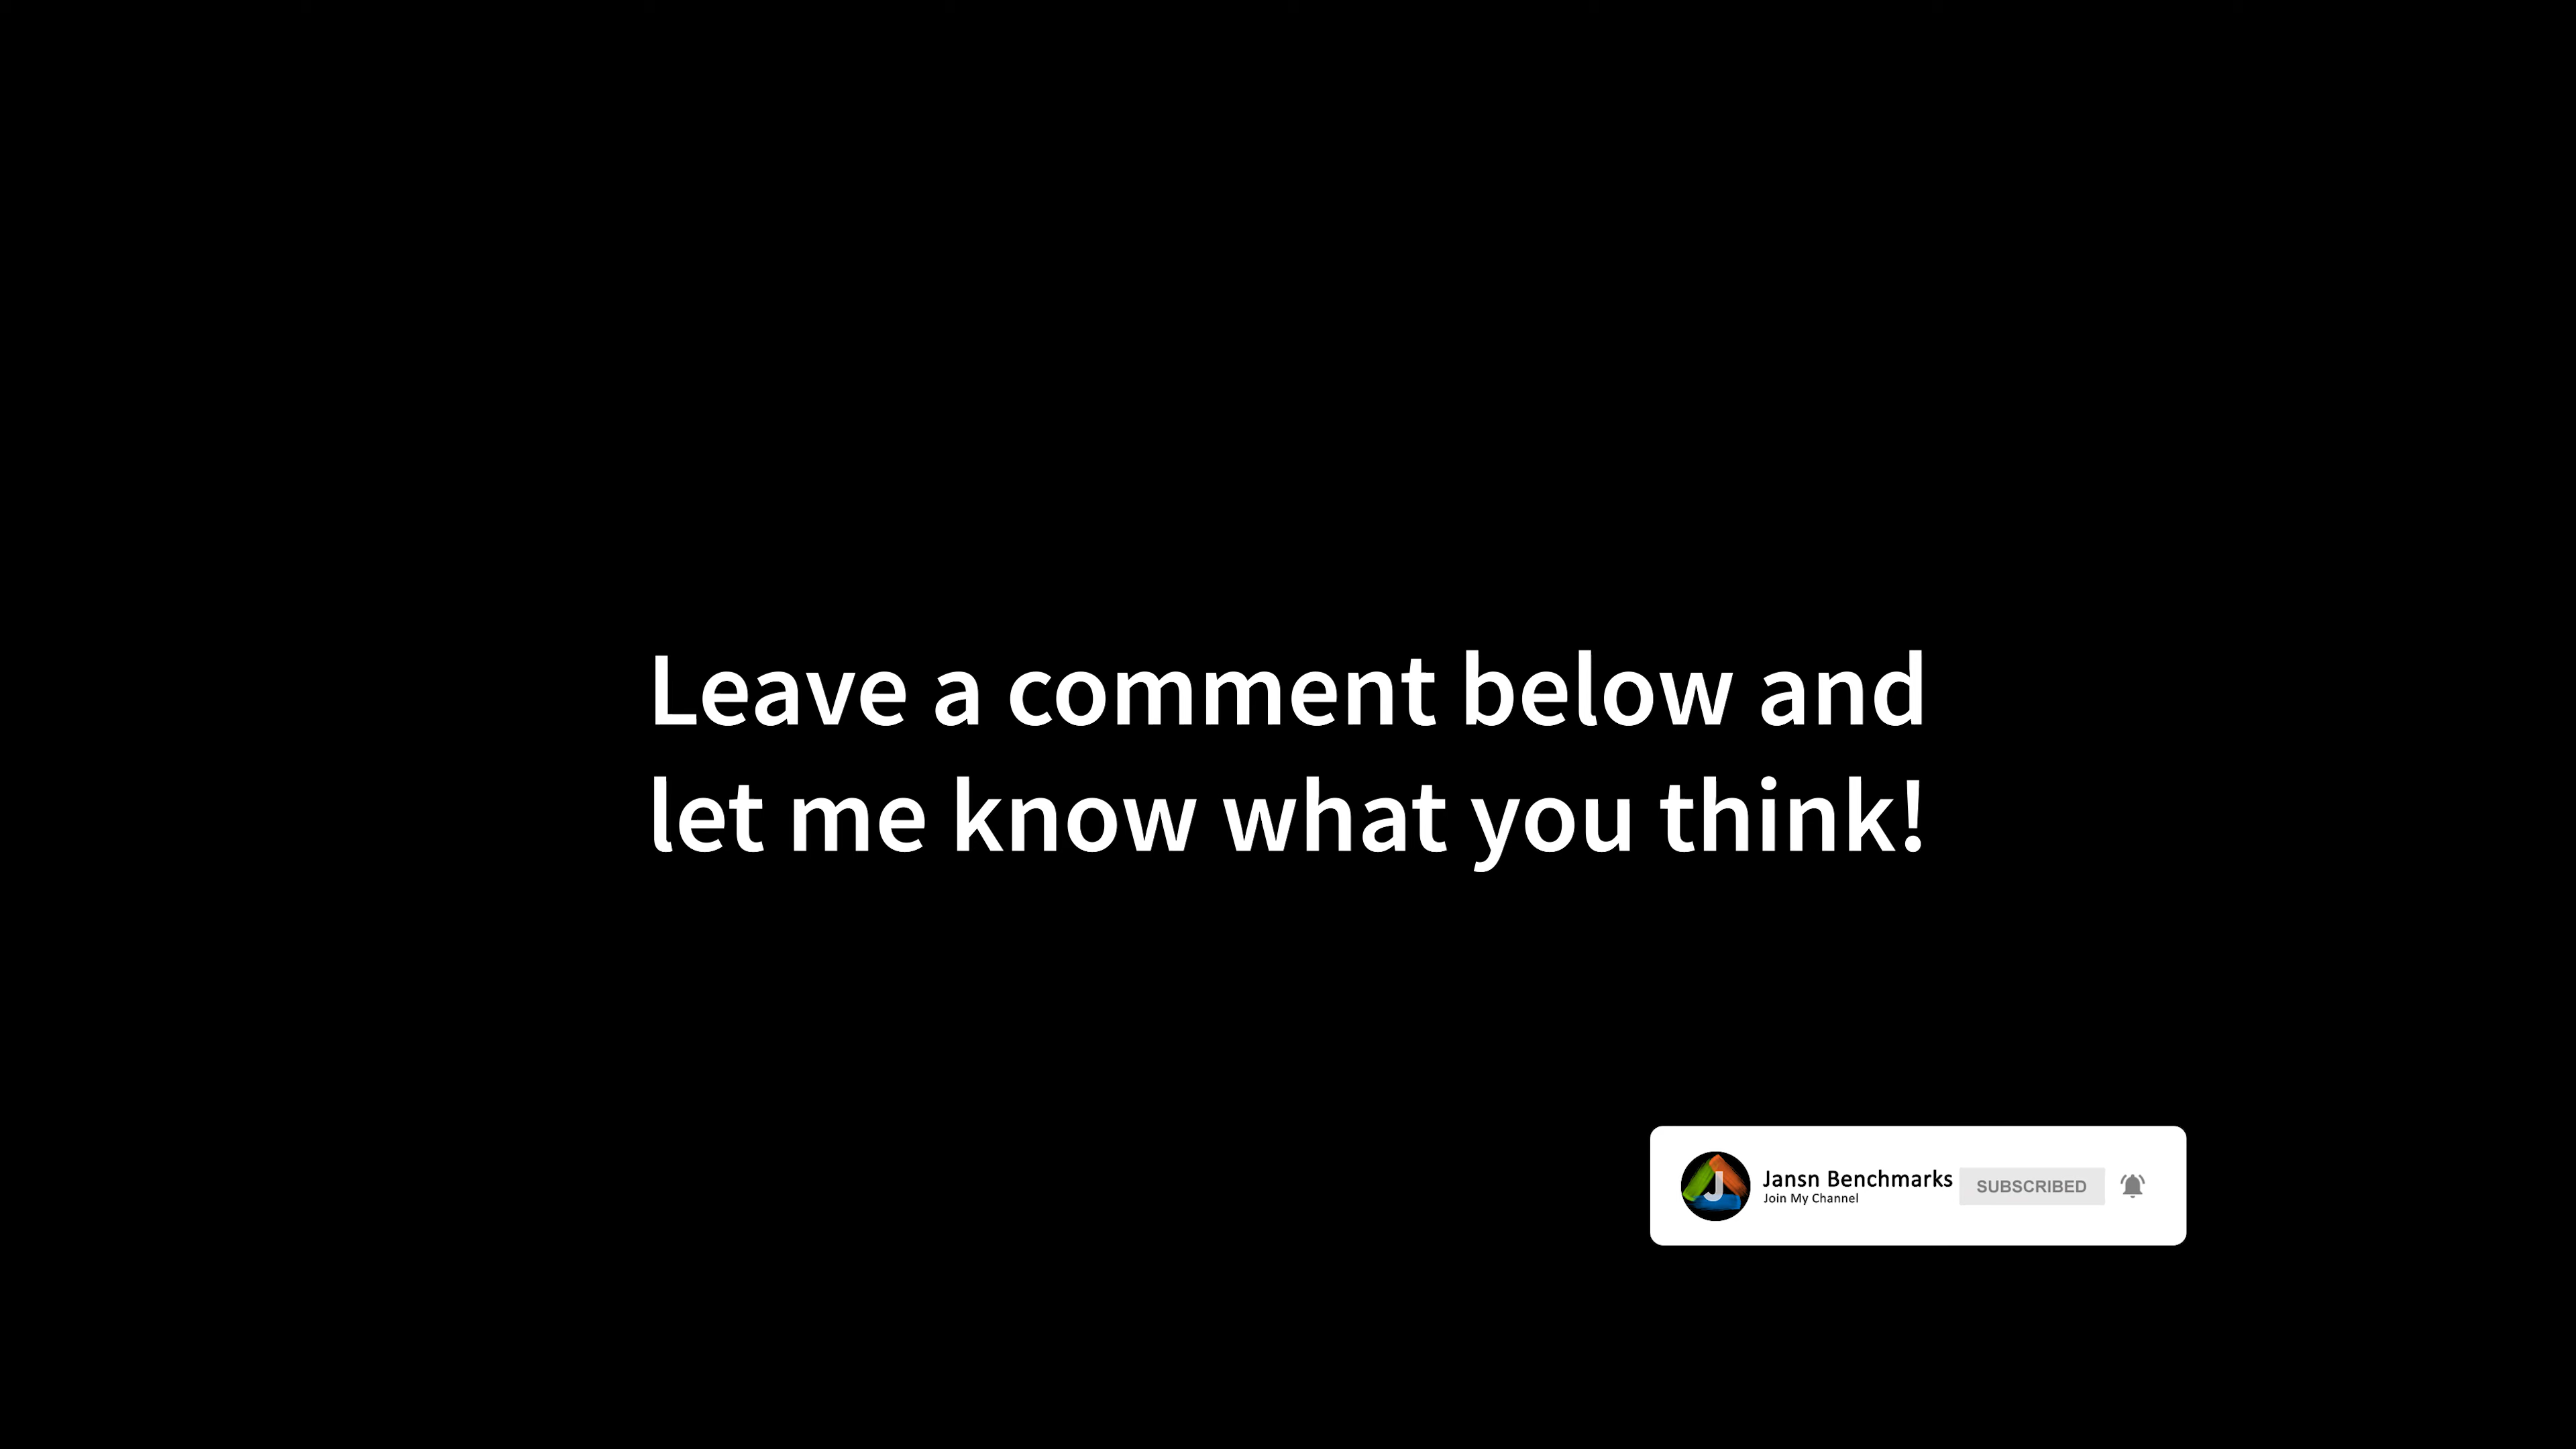 Leave a comment below and
let me know what you think!
J
Jansn Benchmarks
Join My Channel
SUBSCRIBED